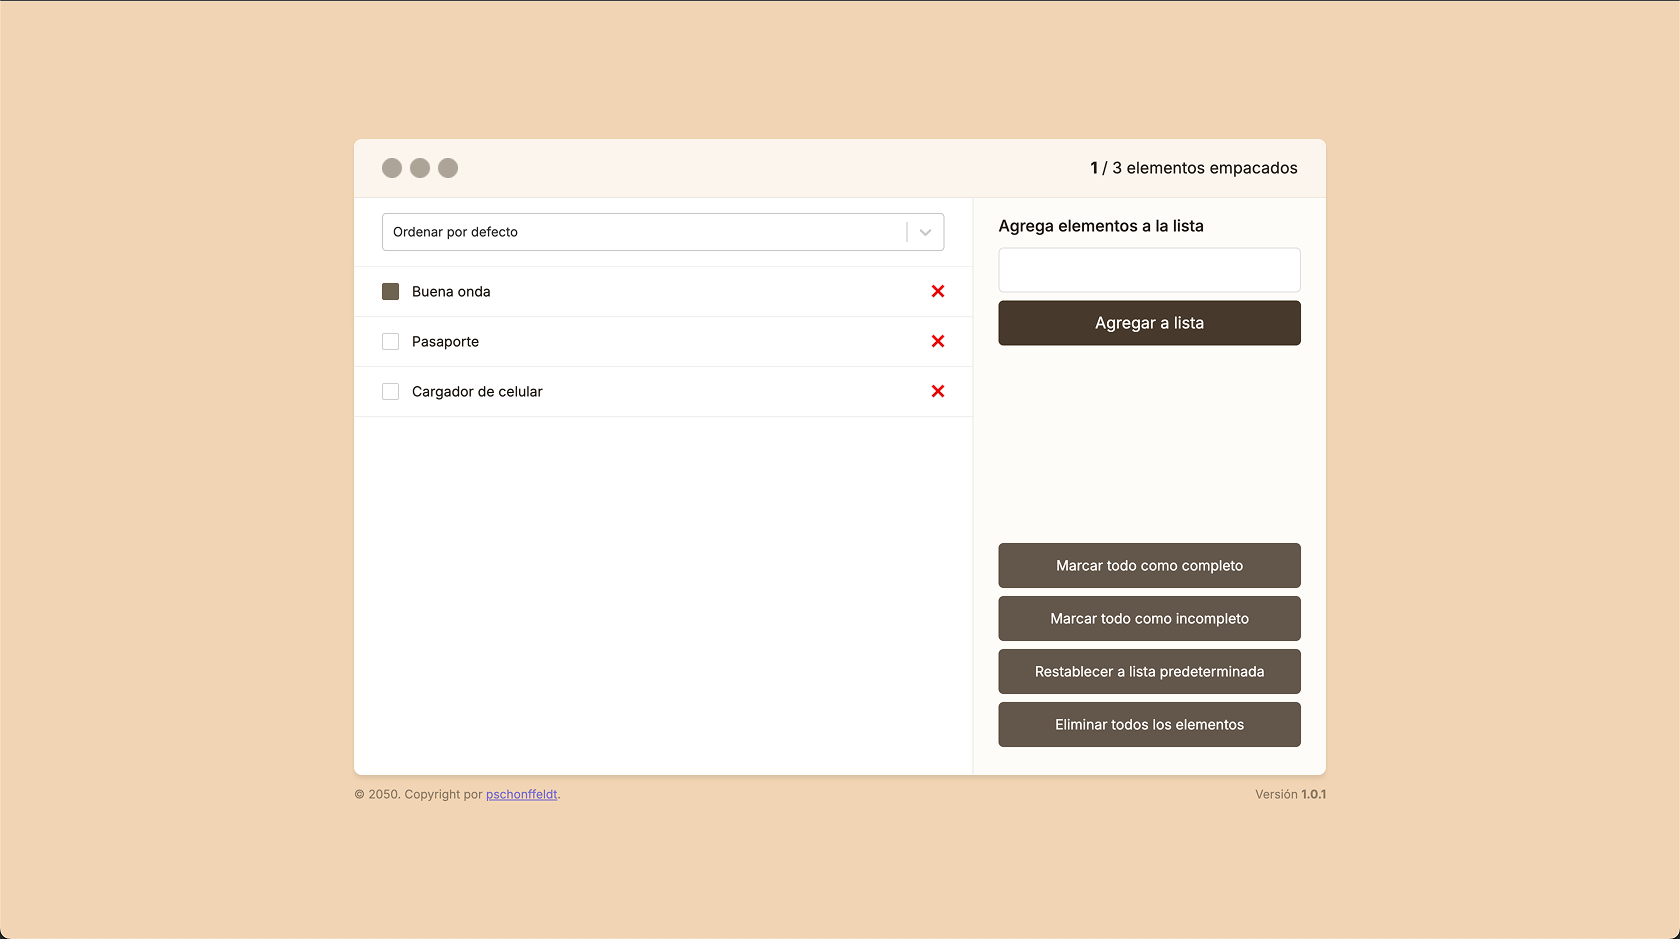 1 / 3 elementos empacados
Ordenar por defecto
Buena onda
Pasaporte
Cargador de celular
Agrega elementos a la lista
Agregar a lista
Marcar todo como completo
Marcar todo como incompleto
Restablecer a lista predeterminada
Eliminar todos los elementos
© 2050. Copyright por pschonffeldt.
Versión 1.0.1